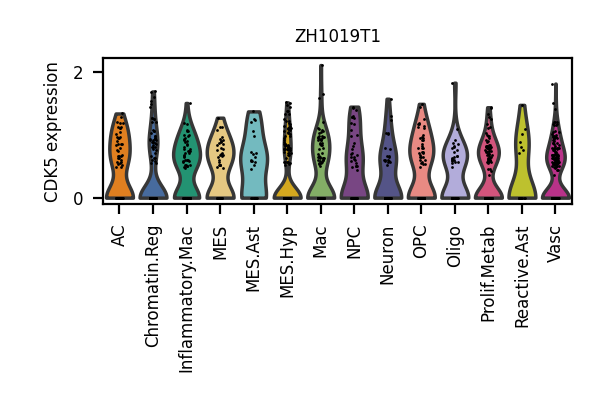 ZH1019T1
CDK5 expression
2
0
AC
Chromatin.Reg
Inflammatory.Mac
MES
MES.Ast
MES.Hyp
Mac
NPC
Neuron
OPC
Oligo
Prolif.Metab
Reactive.Ast
Vasc